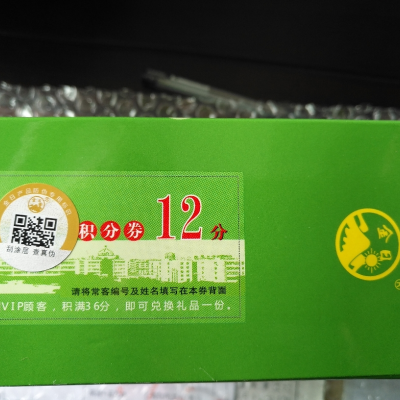 积分券 12分
刮涂层 查真伪
请将常客编号及姓名填写在本券背面
VIP顾客，积满36分，即可兑换礼品一份。